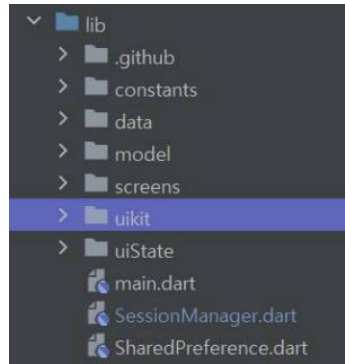 lib
.github
constants
data
model
screens
uikit
uiState
main.dart
SessionManager.dart
SharedPreference.dart